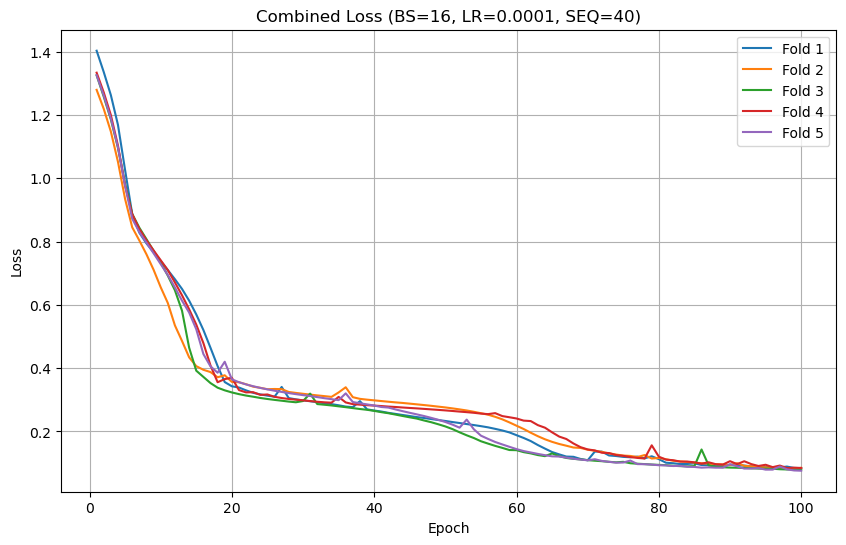 Combined Loss (BS=16, LR=0.0001, SEQ=40)
Loss
1.4
1.2
1.0
0.8
0.6
0.4
0.2
Fold 1
Fold 2
Fold 3
Fold 4
Fold 5
0 20 40 60 80 100
Epoch